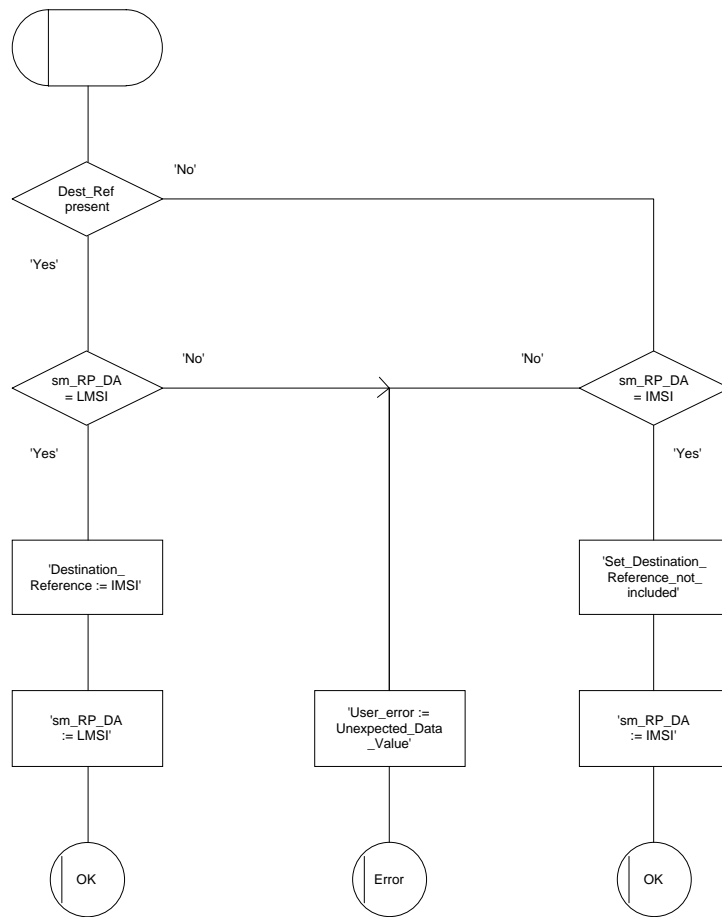 'No'
Dest_Ref
present
'Yes'
sm_RP_DA
= LMSI
'No'
'No'
sm_RP_DA
= IMSI
'Yes'
'Yes'
'Destination_
Reference := IMSI'
'Set_Destination_
Reference_not_
included'
'sm_RP_DA
:= LMSI'
'User_error :=
Unexpected_Data
_Value'
'sm_RP_DA
:= IMSI'
OK
Error
OK